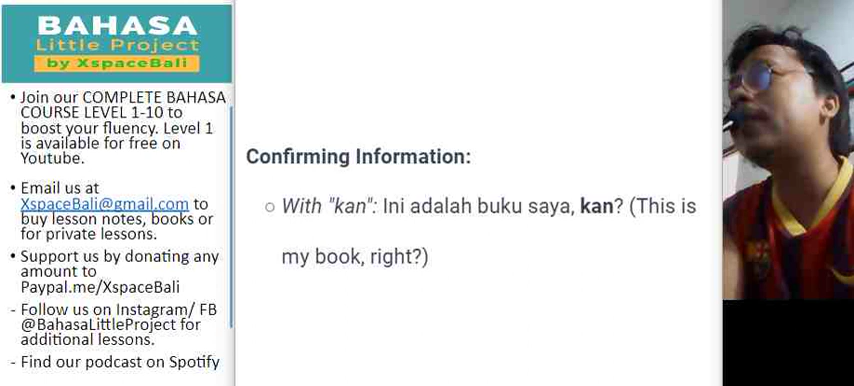 BAHASA
Little Project
by XspaceBali
• Join our COMPLETE BAHASA
COURSE LEVEL 1-10 to
boost your fluency. Level 1
is available for free on
Youtube.
• Email us at
XspaceBali@gmail.com to
buy lesson notes, books or
for private lessons.
• Support us by donating any
amount to
Paypal.me/XspaceBali
- Follow us on Instagram/ FB
@BahasaLittleProject for
additional lessons.
- Find our podcast on Spotify
Confirming Information:
○ With "kan": Ini adalah buku saya, kan? (This is
my book, right?)